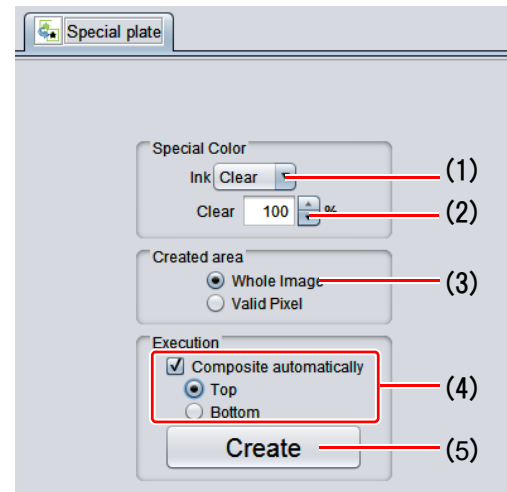 Special plate
Special Color
Ink Clear (1)
Clear 100 % (2)
Created area
Whole Image (3)
Valid Pixel
Execution
Composite automatically
Top (4)
Bottom
Create (5)